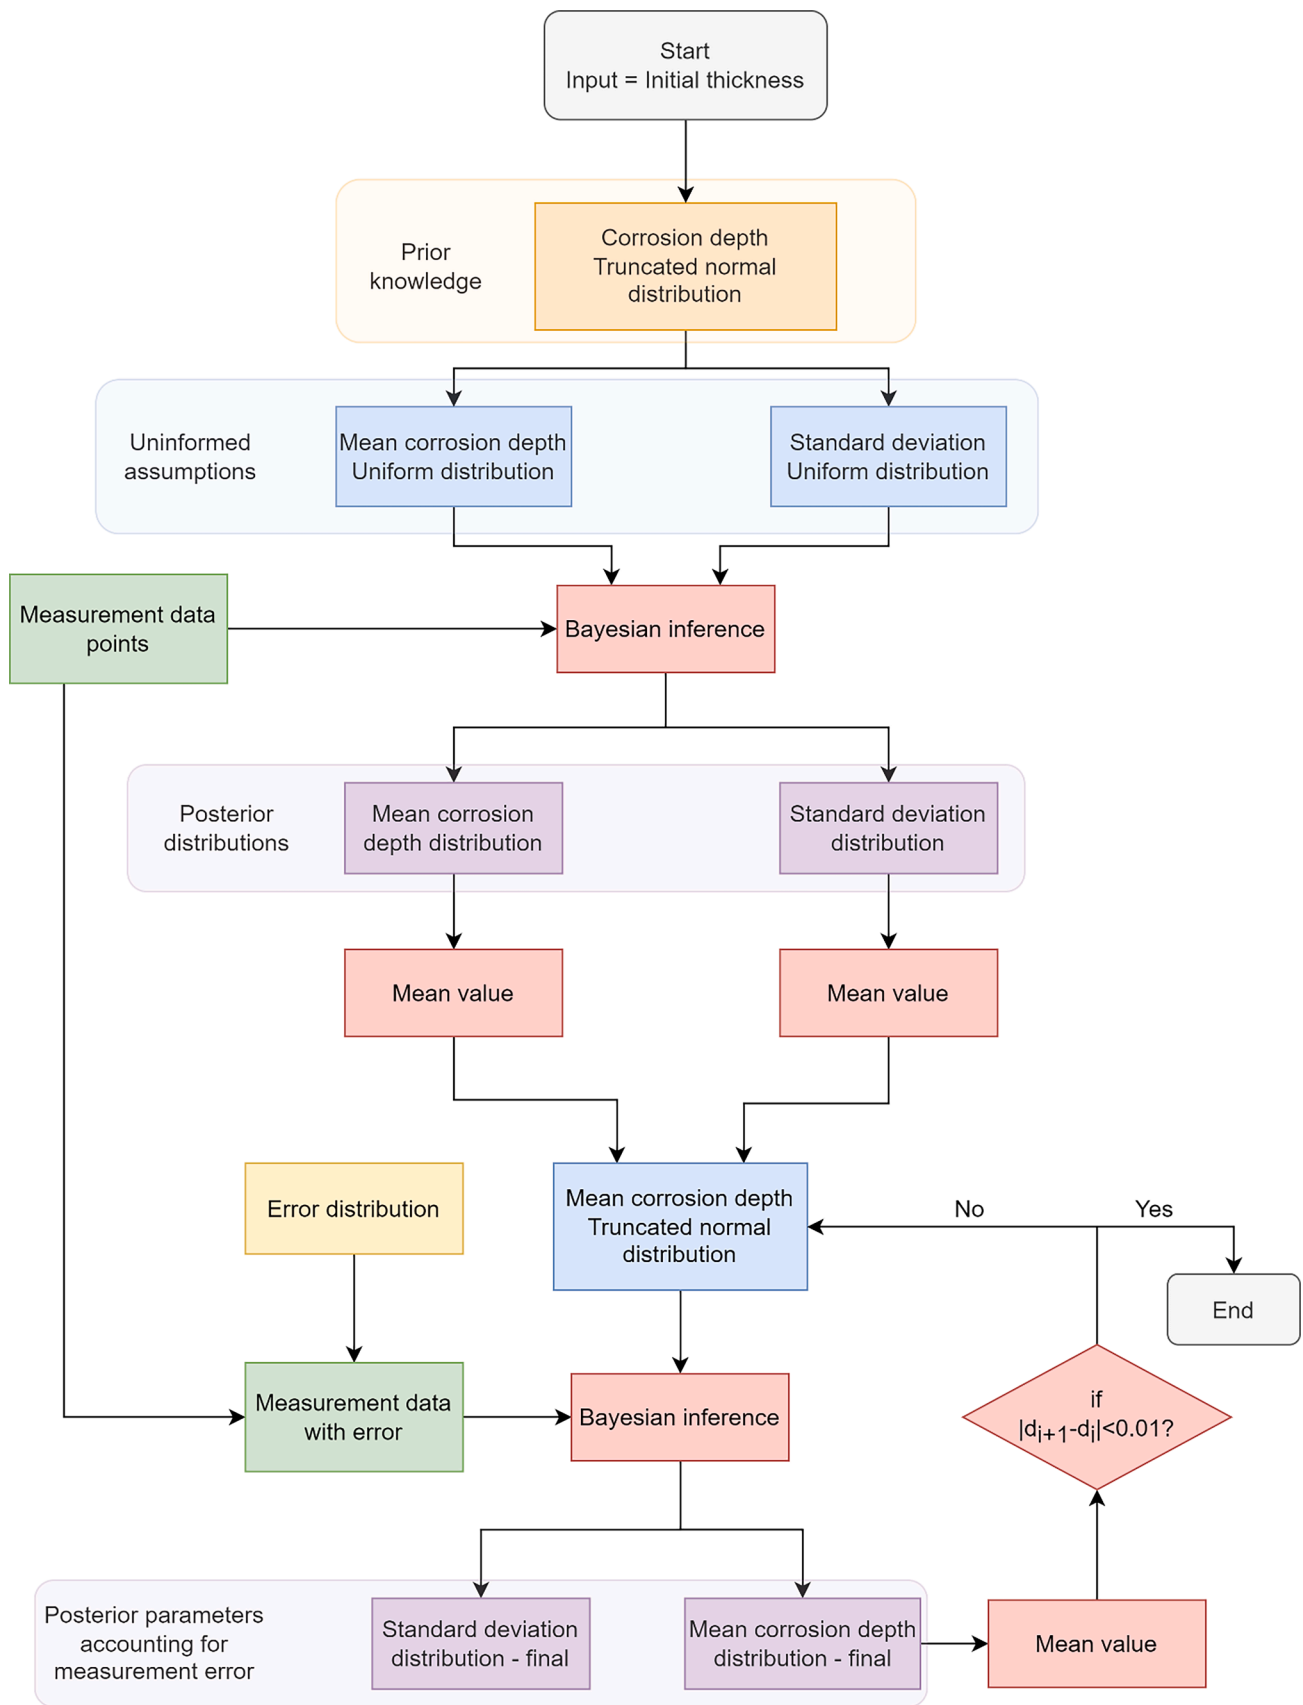 Start
Input = Initial thickness
Prior
knowledge
Corrosion depth
Truncated normal
distribution
Uninformed
assumptions
Mean corrosion depth
Uniform distribution
Standard deviation
Uniform distribution
Measurement data
points
Bayesian inference
Posterior
distributions
Mean corrosion
depth distribution
Standard deviation
distribution
Mean value
Mean value
Error distribution
Mean corrosion depth
Truncated normal
distribution
No
Yes
End
Measurement data
with error
Bayesian inference
if
|d_{i+1}-d_i|<0.01?
Posterior parameters
accounting for
measurement error
Standard deviation
distribution - final
Mean corrosion depth
distribution - final
Mean value